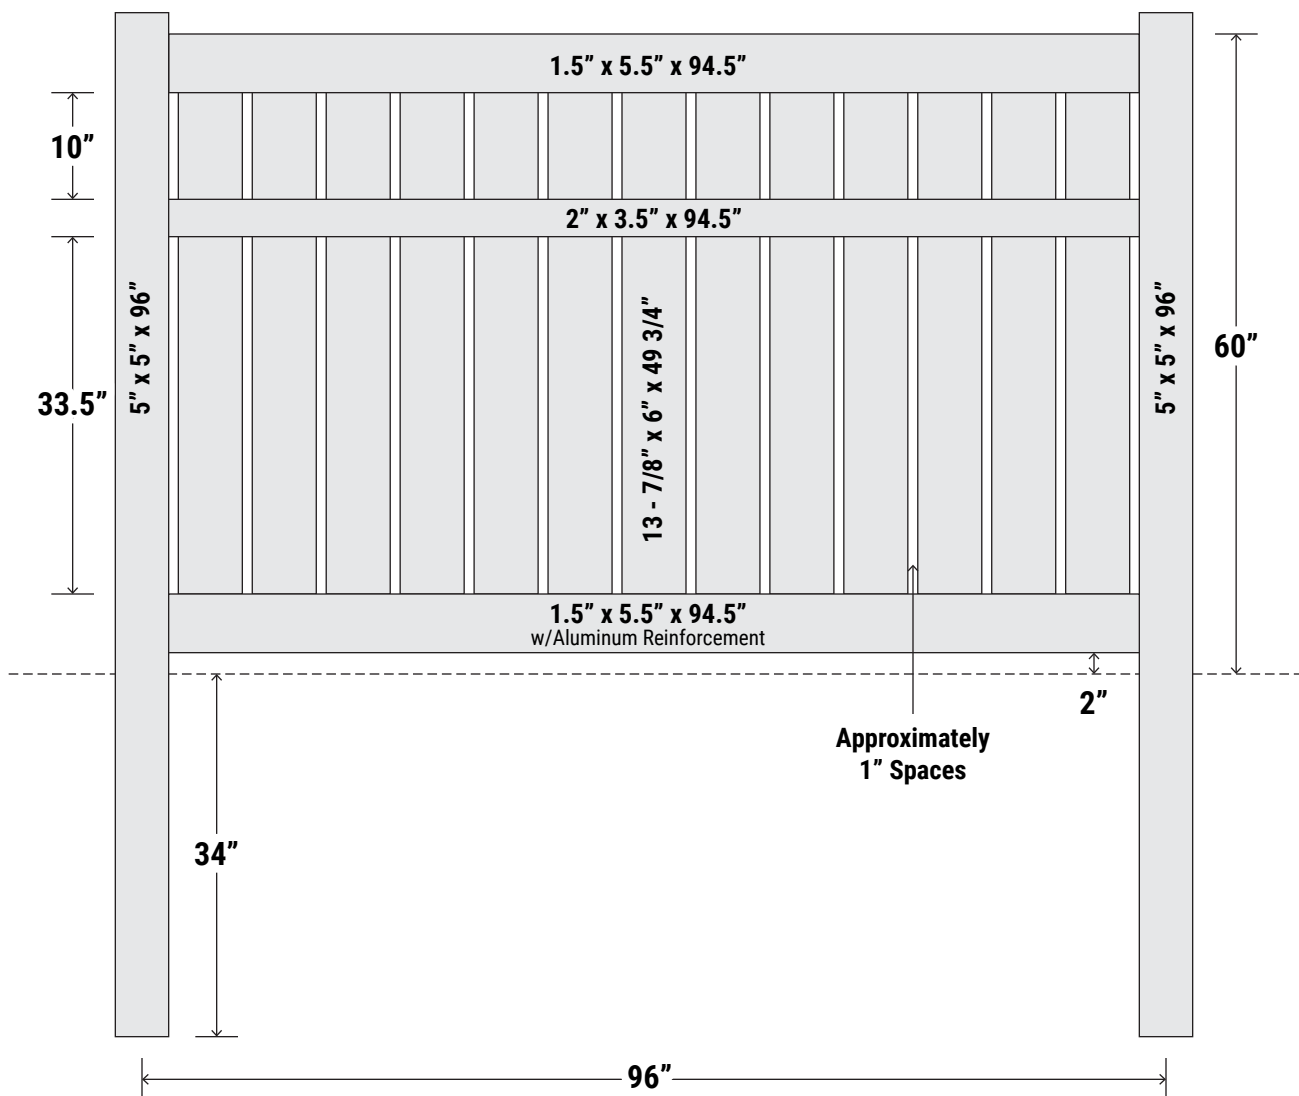 1.5” x 5.5” x 94.5”
10”
2” x 3.5” x 94.5”
5” x 5” x 96”
13 - 7/8” x 6” x 49 3/4”
5” x 5” x 96”
60”
33.5”
1.5” x 5.5” x 94.5”
w/Aluminum Reinforcement
2”
Approximately
1” Spaces
34”
96”